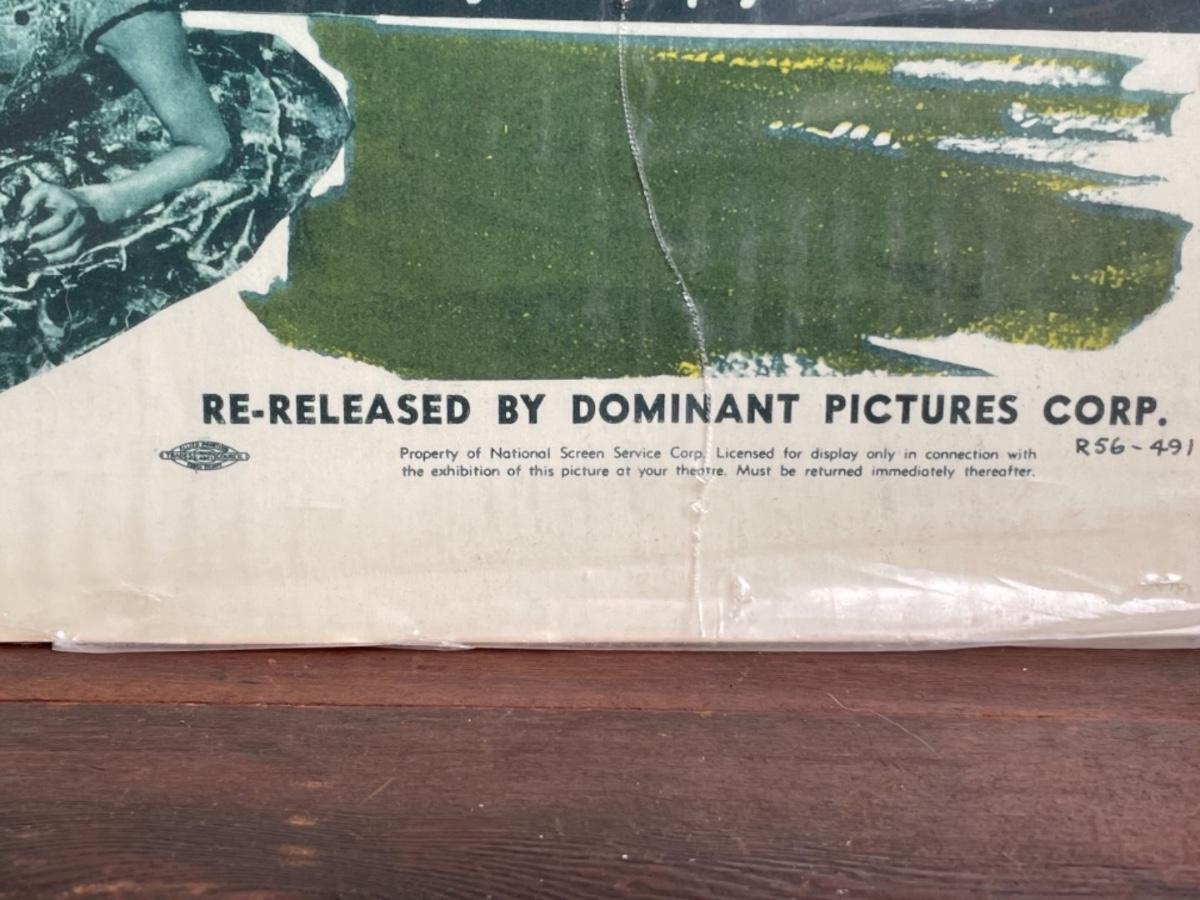 RE-RELEASED BY DOMINANT PICTURES CORP.
R56-491
Property of National Screen Service Corp. Licensed for display only in connection with
the exhibition of this picture at your theatre. Must be returned immediately thereafter.